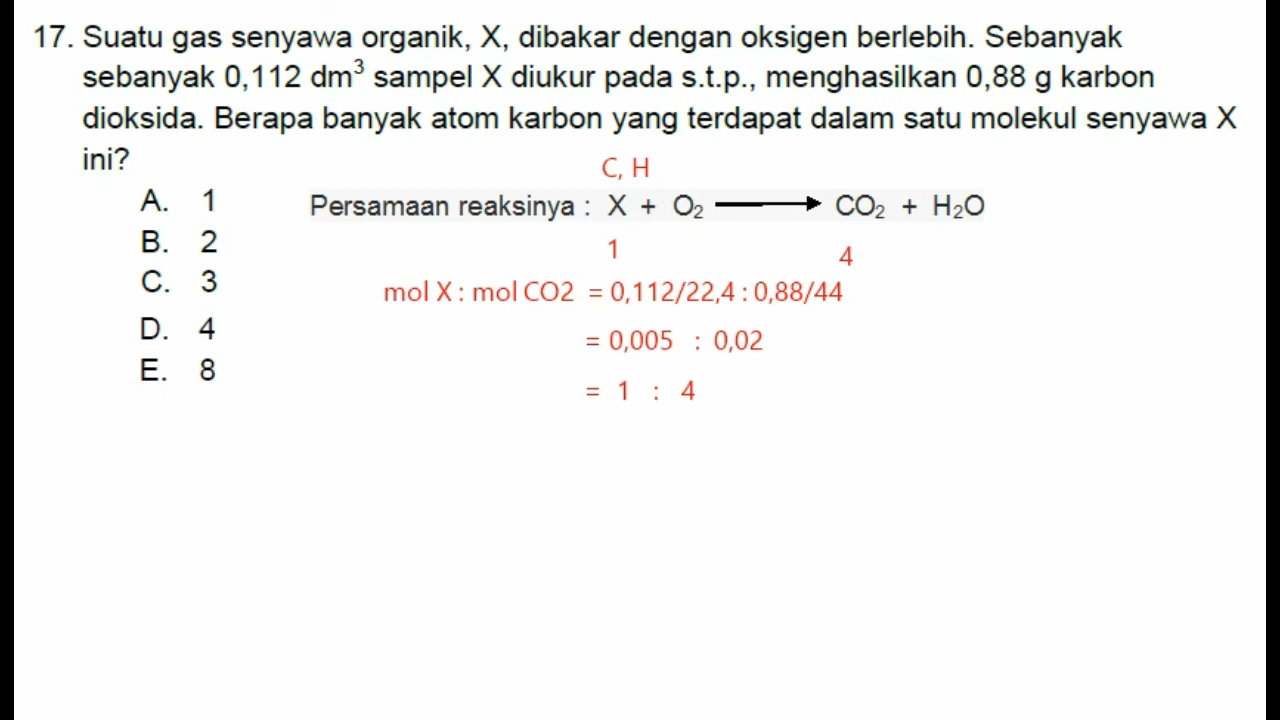 17. Suatu gas senyawa organik, X, dibakar dengan oksigen berlebih. Sebanyak
sebanyak 0,112 dm³ sampel X diukur pada s.t.p., menghasilkan 0,88 g karbon
dioksida. Berapa banyak atom karbon yang terdapat dalam satu molekul senyawa X
ini?
C, H
A. 1
Persamaan reaksinya : X + O₂ ⟶ CO₂ + H₂O
B. 2
1 4
C. 3
mol X : mol CO2 = 0,112/22,4 : 0,88/44
D. 4
= 0,005 : 0,02
E. 8
= 1 : 4